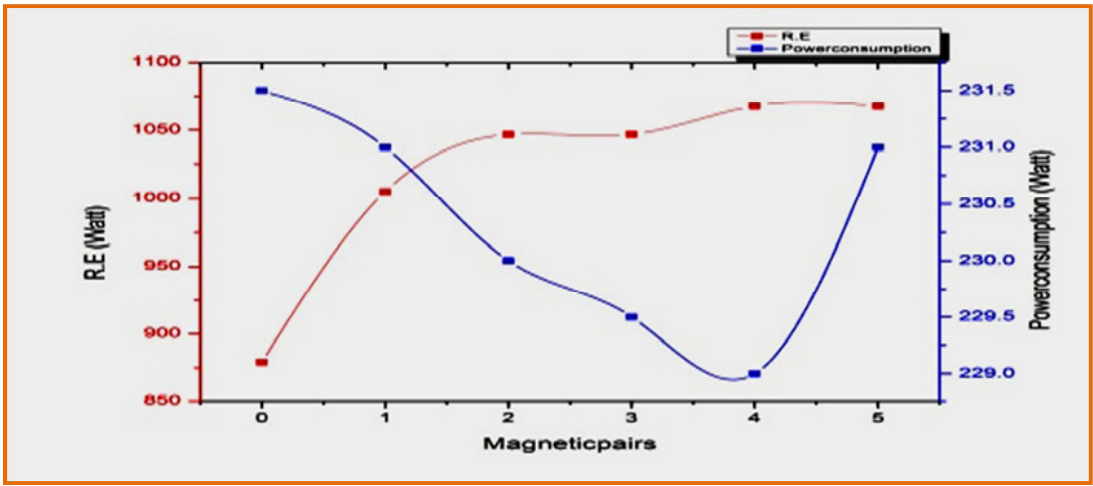 R.E
Powerconsumption
1100
1050
1000
950
900
850
R.E (Watt)
231.5
231.0
230.5
230.0
229.5
229.0
Powerconsumption (Watt)
0 1 2 3 4 5
Magneticpairs